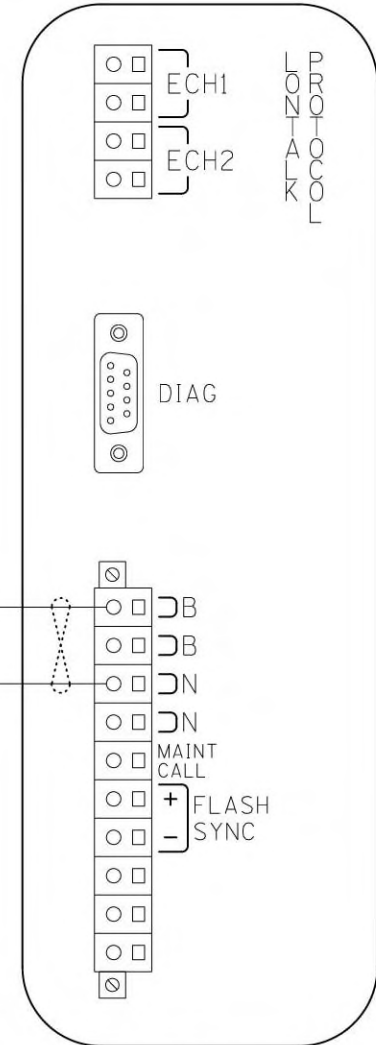 ECH1
ECH2
LONTALK
PROTOCOL
DIAG
B
B
N
N
MAINT
CALL
+ FLASH
- SYNC